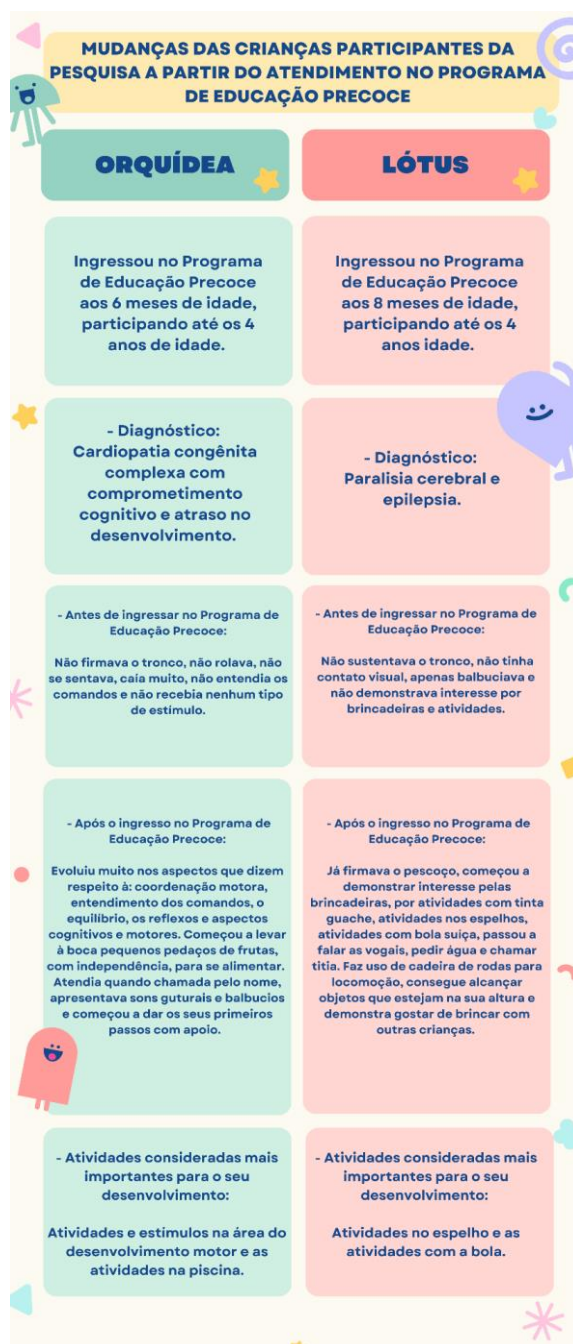 MUDANÇAS DAS CRIANÇAS PARTICIPANTES DA
PESQUISA A PARTIR DO ATENDIMENTO NO PROGRAMA
DE EDUCAÇÃO PRECOCE
ORQUÍDEA
Ingressou no Programa
de Educação Precoce
aos 6 meses de idade,
participando até os 4
anos de idade.
- Diagnóstico:
Cardiopatia congênita
complexa com
comprometimento
cognitivo e atraso no
desenvolvimento.
- Antes de ingressar no Programa de
Educação Precoce:
Não firmava o tronco, não rolava, não
se sentava, caía muito, não entendia os
comandos e não recebia nenhum tipo
de estímulo.
- Após o ingresso no Programa de
Educação Precoce:
Evoluiu muito nos aspectos que dizem
respeito à: coordenação motora,
entendimento dos comandos, o
equilíbrio, os reflexos e aspectos
cognitivos e motores. Começou a levar
à boca pequenos pedaços de frutas,
com independência, para se alimentar.
Atendia quando chamada pelo nome,
apresentava sons guturais e balbucios
e começou a dar os seus primeiros
passos com apoio.
- Atividades consideradas mais
importantes para o seu
desenvolvimento:
Atividades e estímulos na área do
desenvolvimento motor e as
atividades na piscina.
LÓTUS
Ingressou no Programa
de Educação Precoce
aos 8 meses de idade,
participando até os 4
anos idade.
- Diagnóstico:
Paralisia cerebral e
epilepsia.
- Antes de ingressar no Programa de
Educação Precoce:
Não sustentava o tronco, não tinha
contato visual, apenas balbuciava e
não demonstrava interesse por
brincadeiras e atividades.
- Após o ingresso no Programa de
Educação Precoce:
Já firmava o pescoço, começou a
demonstrar interesse pelas
brincadeiras, por atividades com tinta
guache, atividades nos espelhos,
atividades com bola suíça, passou a
falar as vogais, pedir água e chamar
titia. Faz uso de cadeira de rodas para
locomoção, consegue alcançar
objetos que estejam na sua altura e
demonstra gostar de brincar com
outras crianças.
- Atividades consideradas mais
importantes para o seu
desenvolvimento:
Atividades no espelho e as
atividades com a bola.